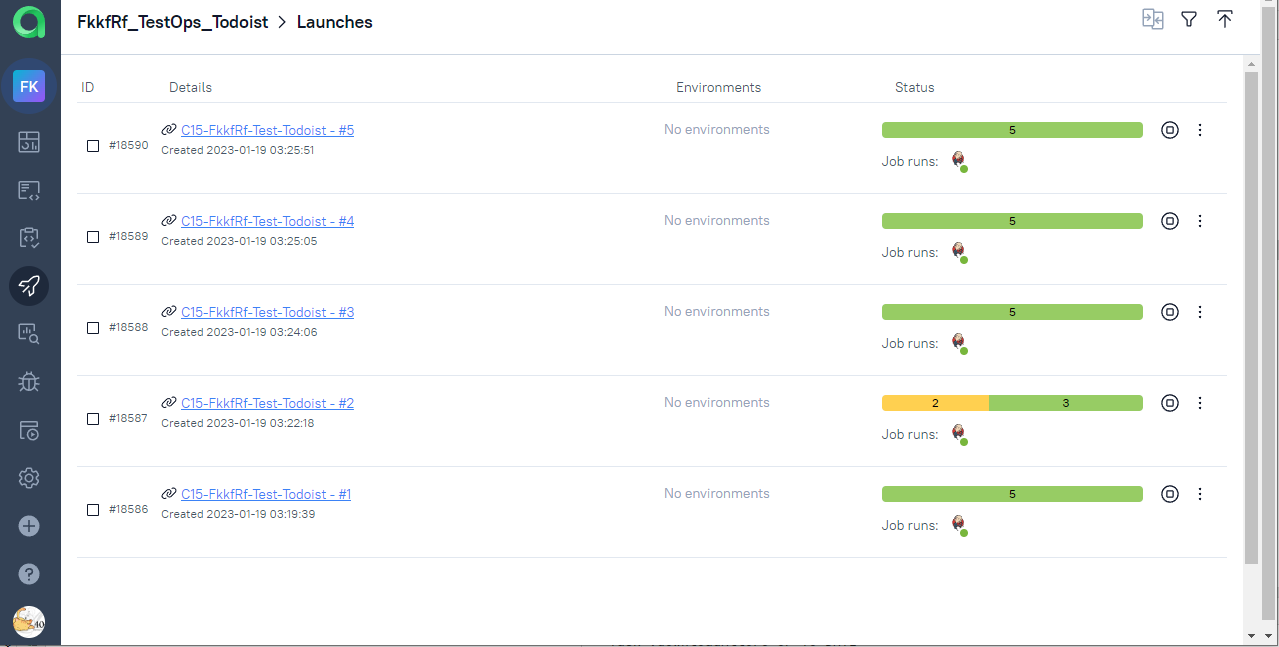 FkkfRf_TestOps_Todoist > Launches
FK
ID Details Environments Status
#18590 C15-FkkfRf-Test-Todoist - #5 No environments 5
Created 2023-01-19 03:25:51
Job runs:
#18589 C15-FkkfRf-Test-Todoist - #4 No environments 5
Created 2023-01-19 03:25:05
Job runs:
#18588 C15-FkkfRf-Test-Todoist - #3 No environments 5
Created 2023-01-19 03:24:06
Job runs:
#18587 C15-FkkfRf-Test-Todoist - #2 No environments 2 3
Created 2023-01-19 03:22:18
Job runs:
#18586 C15-FkkfRf-Test-Todoist - #1 No environments 5
Created 2023-01-19 03:19:39
Job runs: